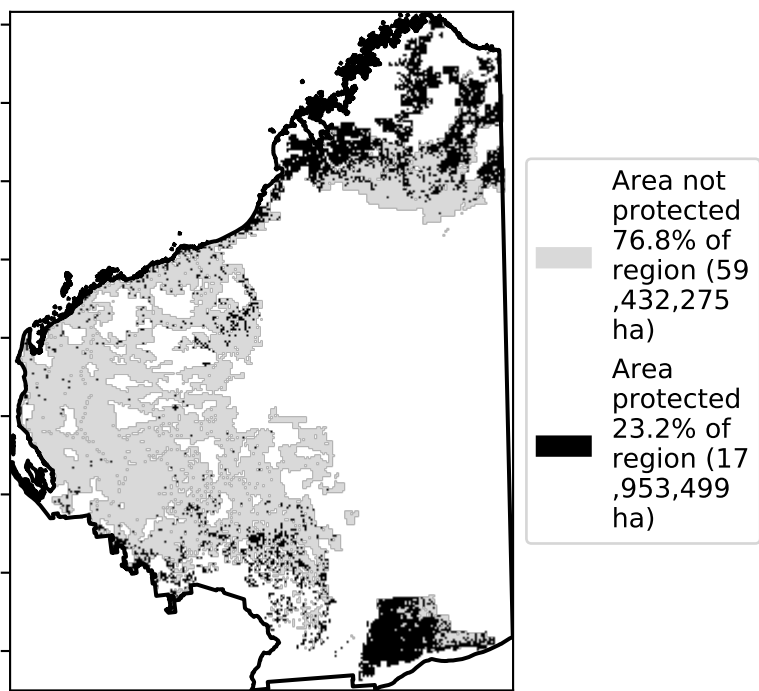 Area not
protected
76.8% of
region (59
,432,275
ha)
Area
protected
23.2% of
region (17
,953,499
ha)